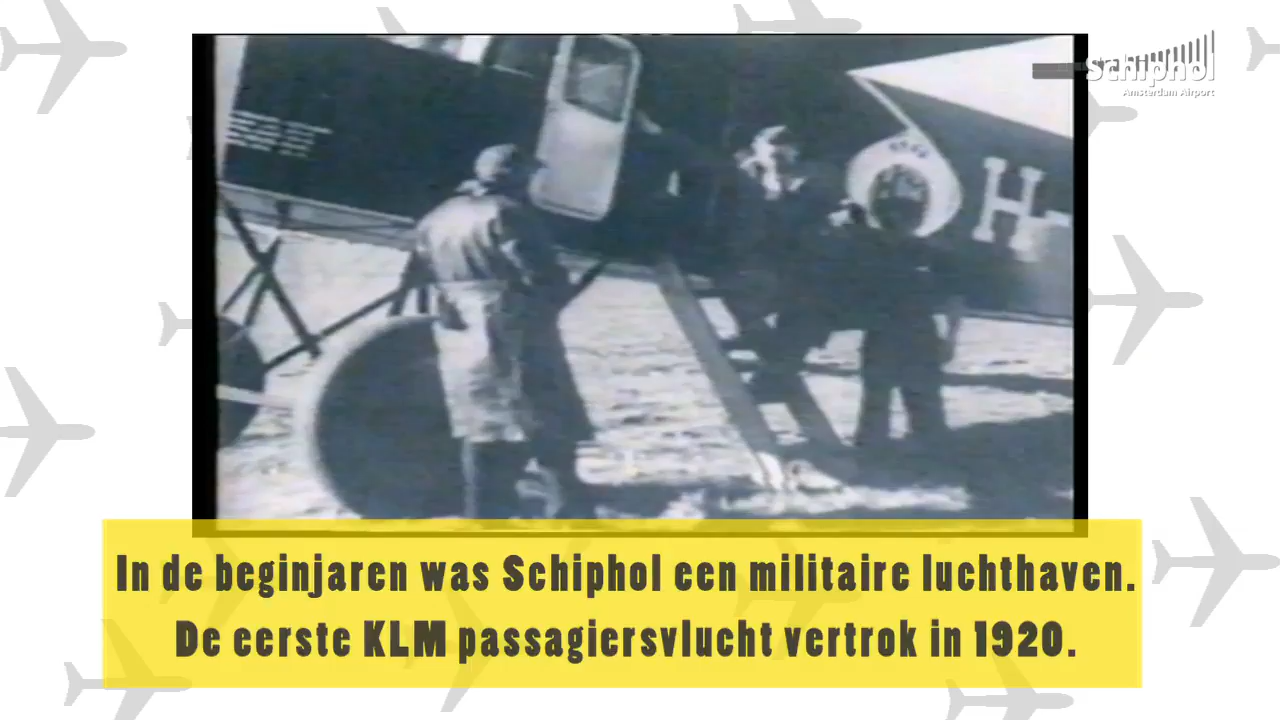 Schiphol
Amsterdam Airport
H-
In de beginjaren was Schiphol een militaire luchthaven.
De eerste KLM passagiersvlucht vertrok in 1920.